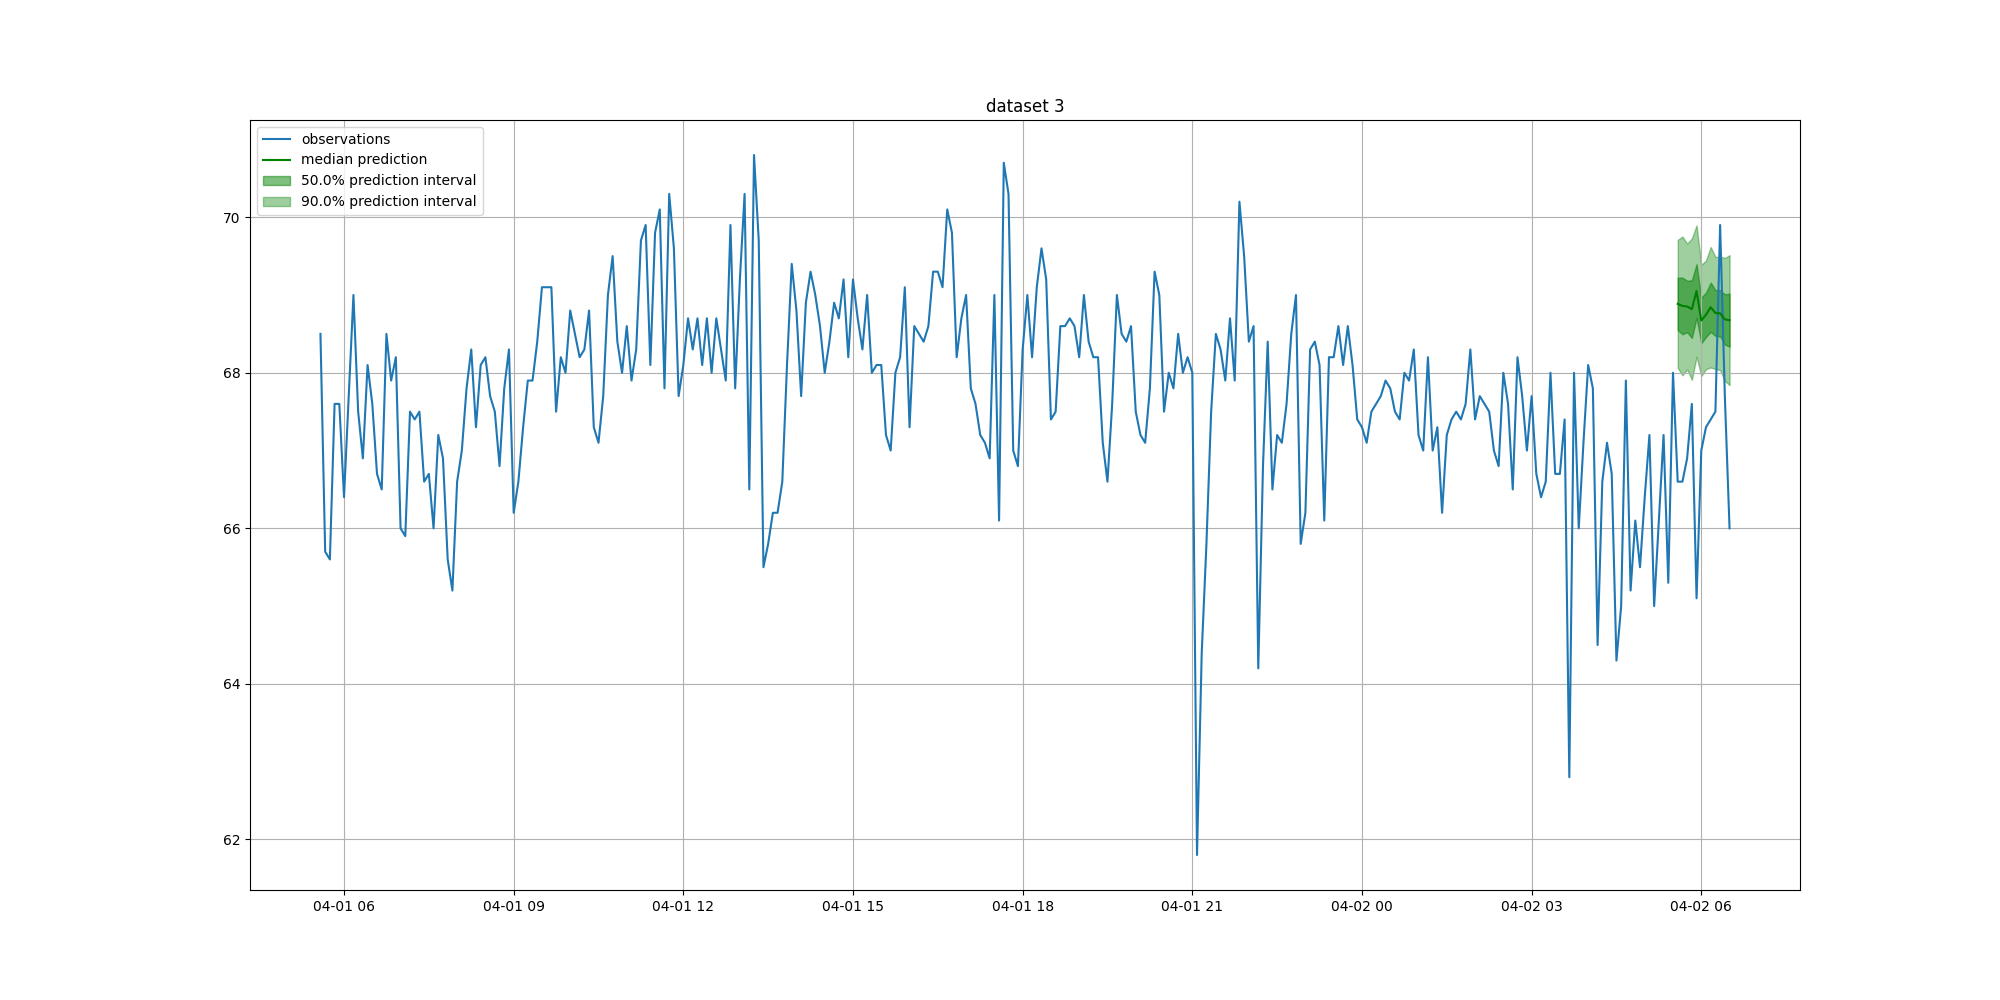 dataset 3
observations
median prediction
50.0% prediction interval
90.0% prediction interval
70
68
66
64
62
04-01 06
04-01 09
04-01 12
04-01 15
04-01 18
04-01 21
04-02 00
04-02 03
04-02 06